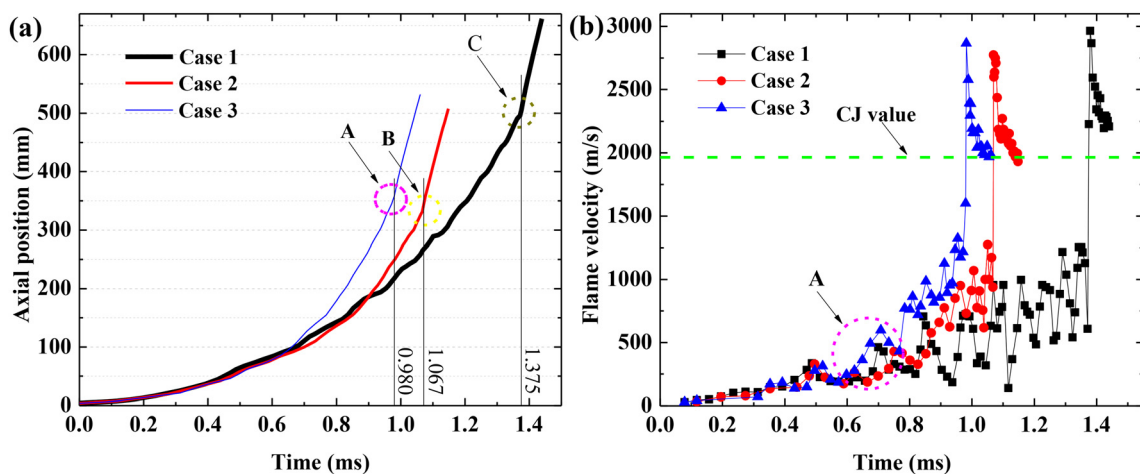 (a)
Case 1
Case 2
Case 3
A
B
C
0.980
1.067
1.375
Axial position (mm)
600
500
400
300
200
100
0
0.0 0.2 0.4 0.6 0.8 1.0 1.2 1.4
Time (ms)
(b)
Case 1
Case 2
Case 3
CJ value
A
Flame velocity (m/s)
3000
2500
2000
1500
1000
500
0
0.0 0.2 0.4 0.6 0.8 1.0 1.2 1.4
Time (ms)